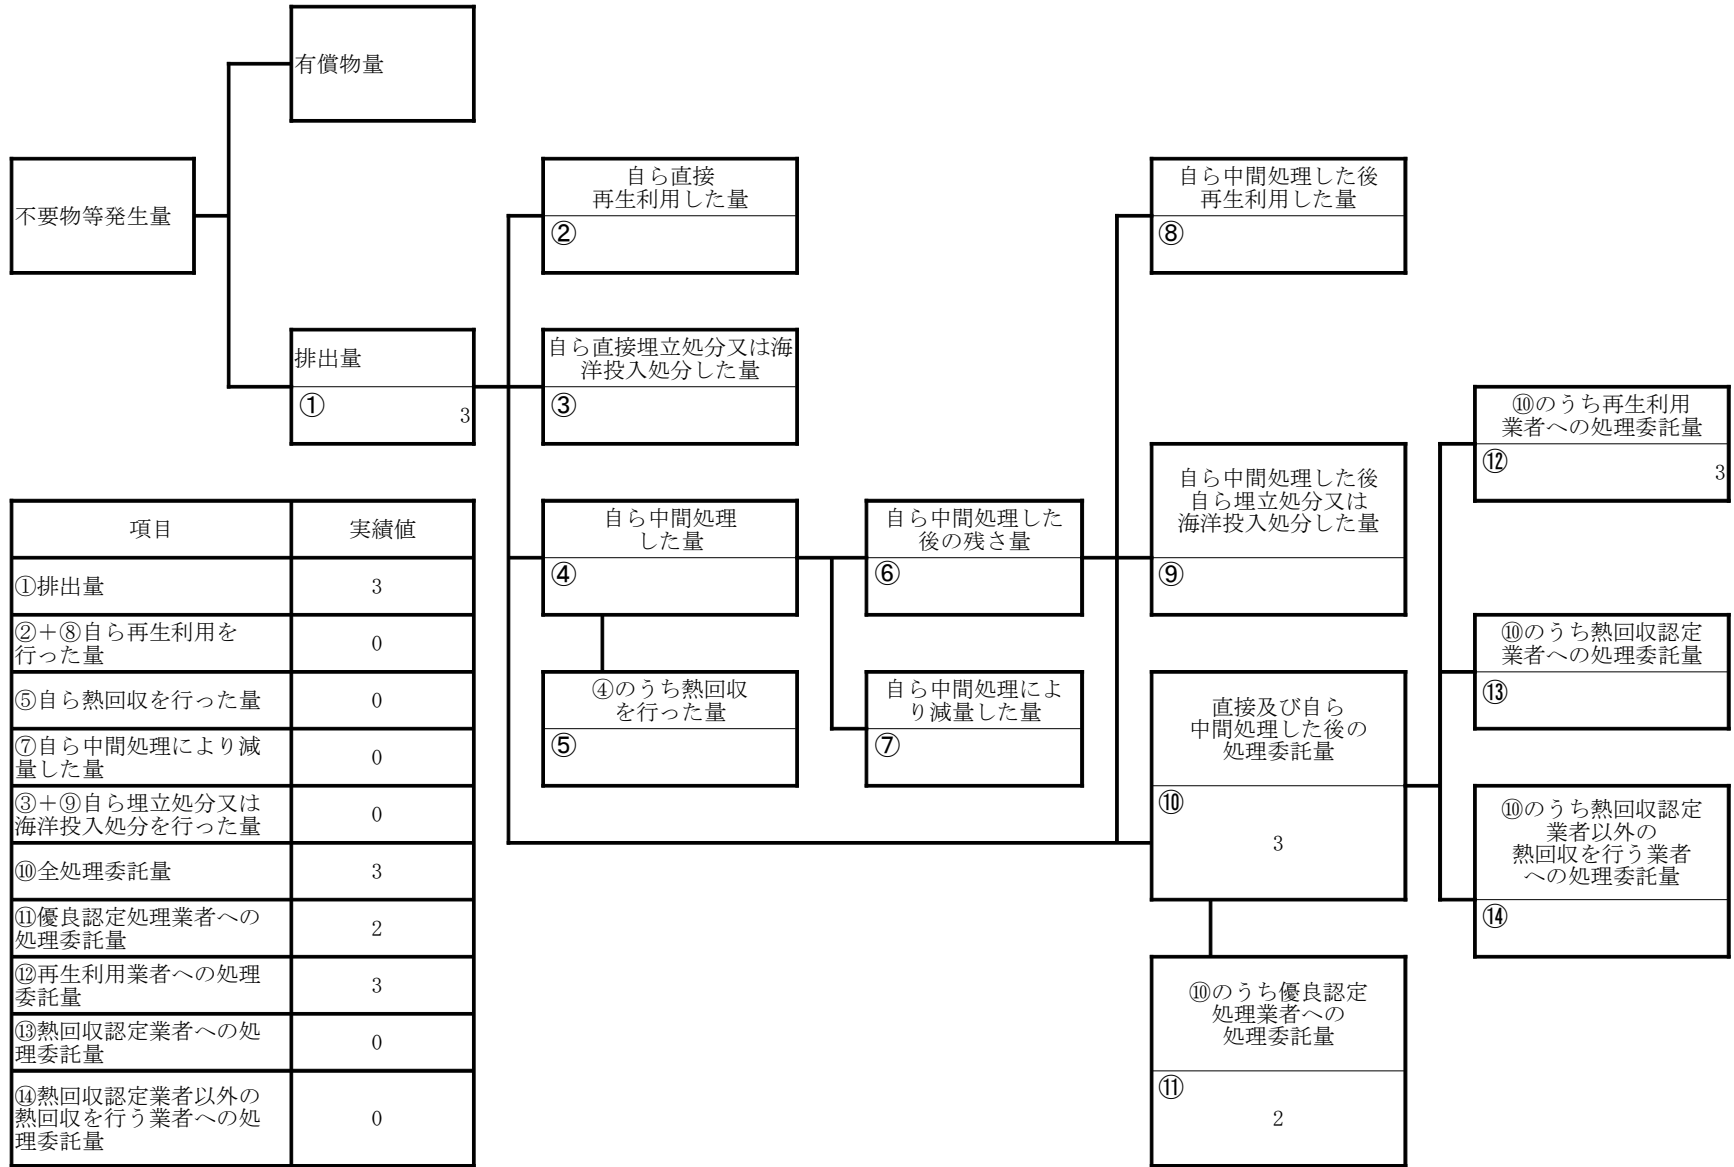 有償物量
不要物等発生量
自ら直接
再生利用した量
②
自ら中間処理した後
再生利用した量
⑧
排出量
①
3
自ら直接埋立処分又は海
洋投入処分した量
③
⑩のうち再生利用
業者への処理委託量
⑫
3
自ら中間処理
した量
④
自ら中間処理した
後の残さ量
⑥
自ら中間処理した後
自ら埋立処分又は
海洋投入処分した量
⑨
⑩のうち熱回収認定
業者への処理委託量
⑬
④のうち熱回収
を行った量
⑤
自ら中間処理によ
り減量した量
⑦
直接及び自ら
中間処理した後の
処理委託量
⑩
3
⑩のうち熱回収認定
業者以外の
熱回収を行う業者
への処理委託量
⑭
⑩のうち優良認定
処理業者への
処理委託量
⑪
2
項目 実績値
①排出量 3
②＋⑧自ら再生利用を
行った量 0
⑤自ら熱回収を行った量 0
⑦自ら中間処理により減
量した量 0
③＋⑨自ら埋立処分又は
海洋投入処分を行った量 0
⑩全処理委託量 3
⑪優良認定処理業者への
処理委託量 2
⑫再生利用業者への処理
委託量 3
⑬熱回収認定業者への処
理委託量 0
⑭熱回収認定業者以外の
熱回収を行う業者への処 0
理委託量